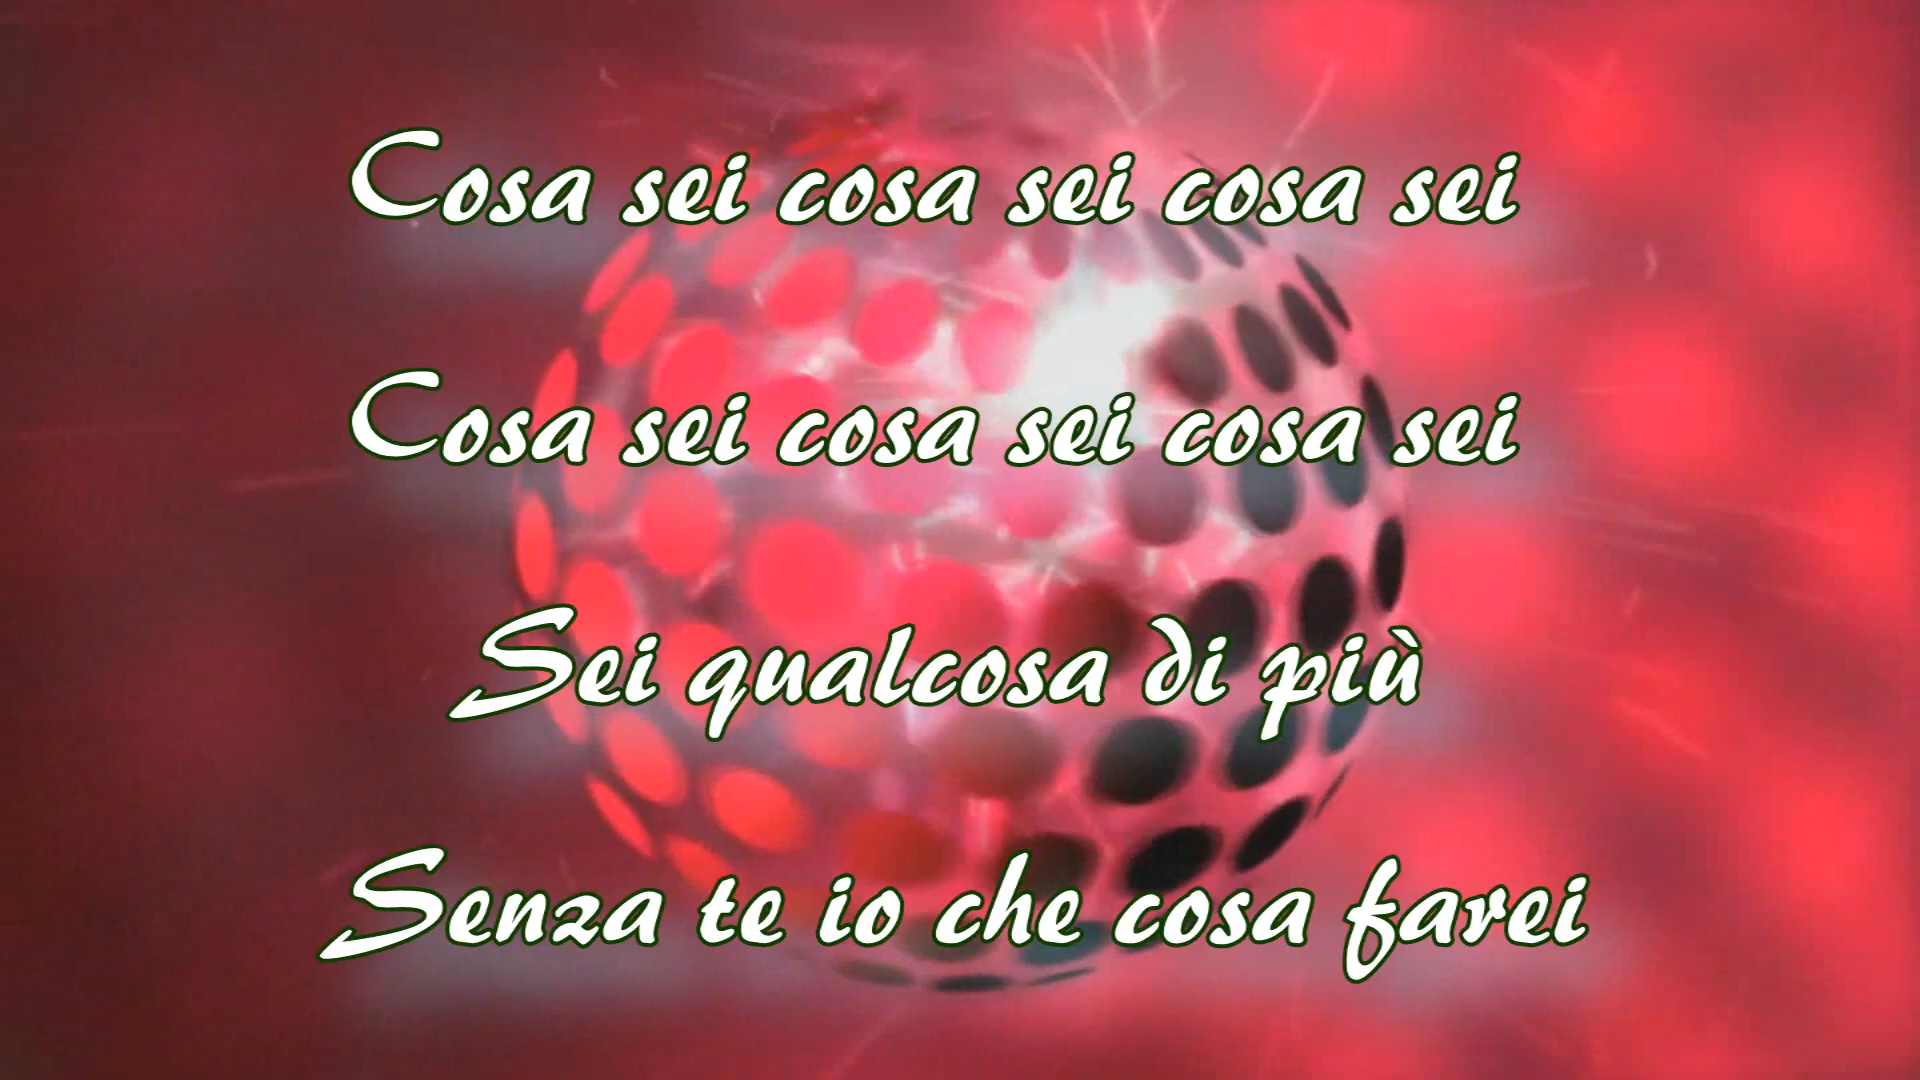 Cosa sei cosa sei cosa sei
Cosa sei cosa sei cosa sei
Sei qualcosa di più
Senza te io che cosa farei